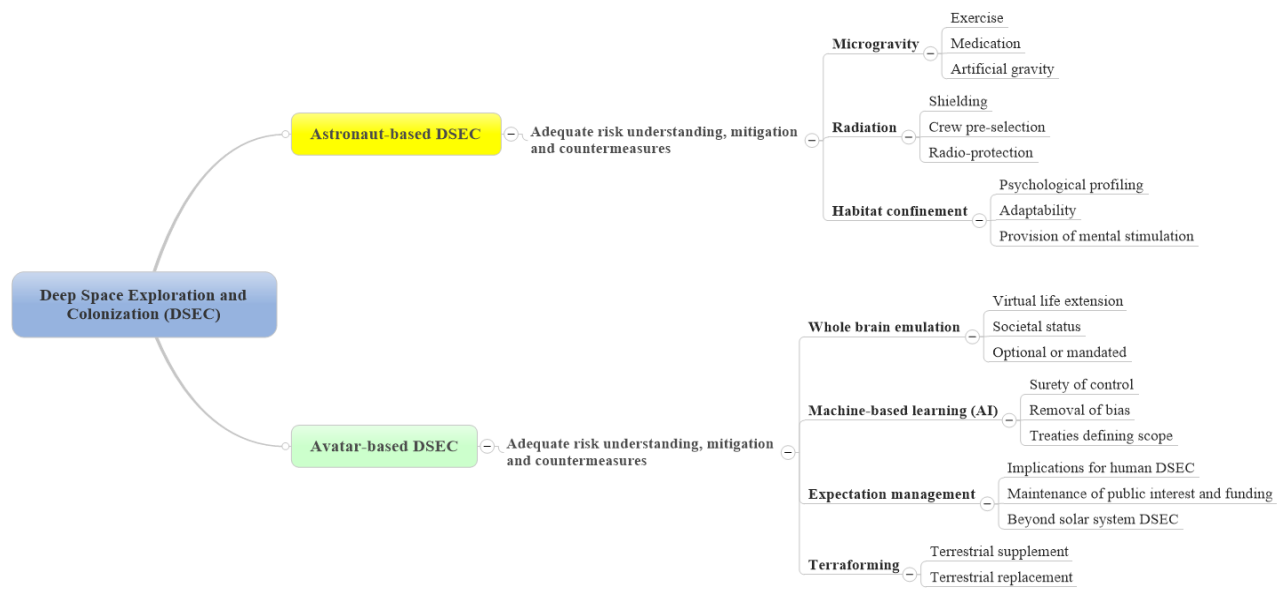 Deep Space Exploration and
Colonization (DSEC)
Astronaut-based DSEC
Adequate risk understanding, mitigation
and countermeasures
Microgravity
Exercise
Medication
Artificial gravity
Radiation
Shielding
Crew pre-selection
Radio-protection
Habitat confinement
Psychological profiling
Adaptability
Provision of mental stimulation
Avatar-based DSEC
Adequate risk understanding, mitigation
and countermeasures
Whole brain emulation
Virtual life extension
Societal status
Optional or mandated
Machine-based learning (AI)
Surety of control
Removal of bias
Treaties defining scope
Expectation management
Implications for human DSEC
Maintenance of public interest and funding
Beyond solar system DSEC
Terraforming
Terrestrial supplement
Terrestrial replacement